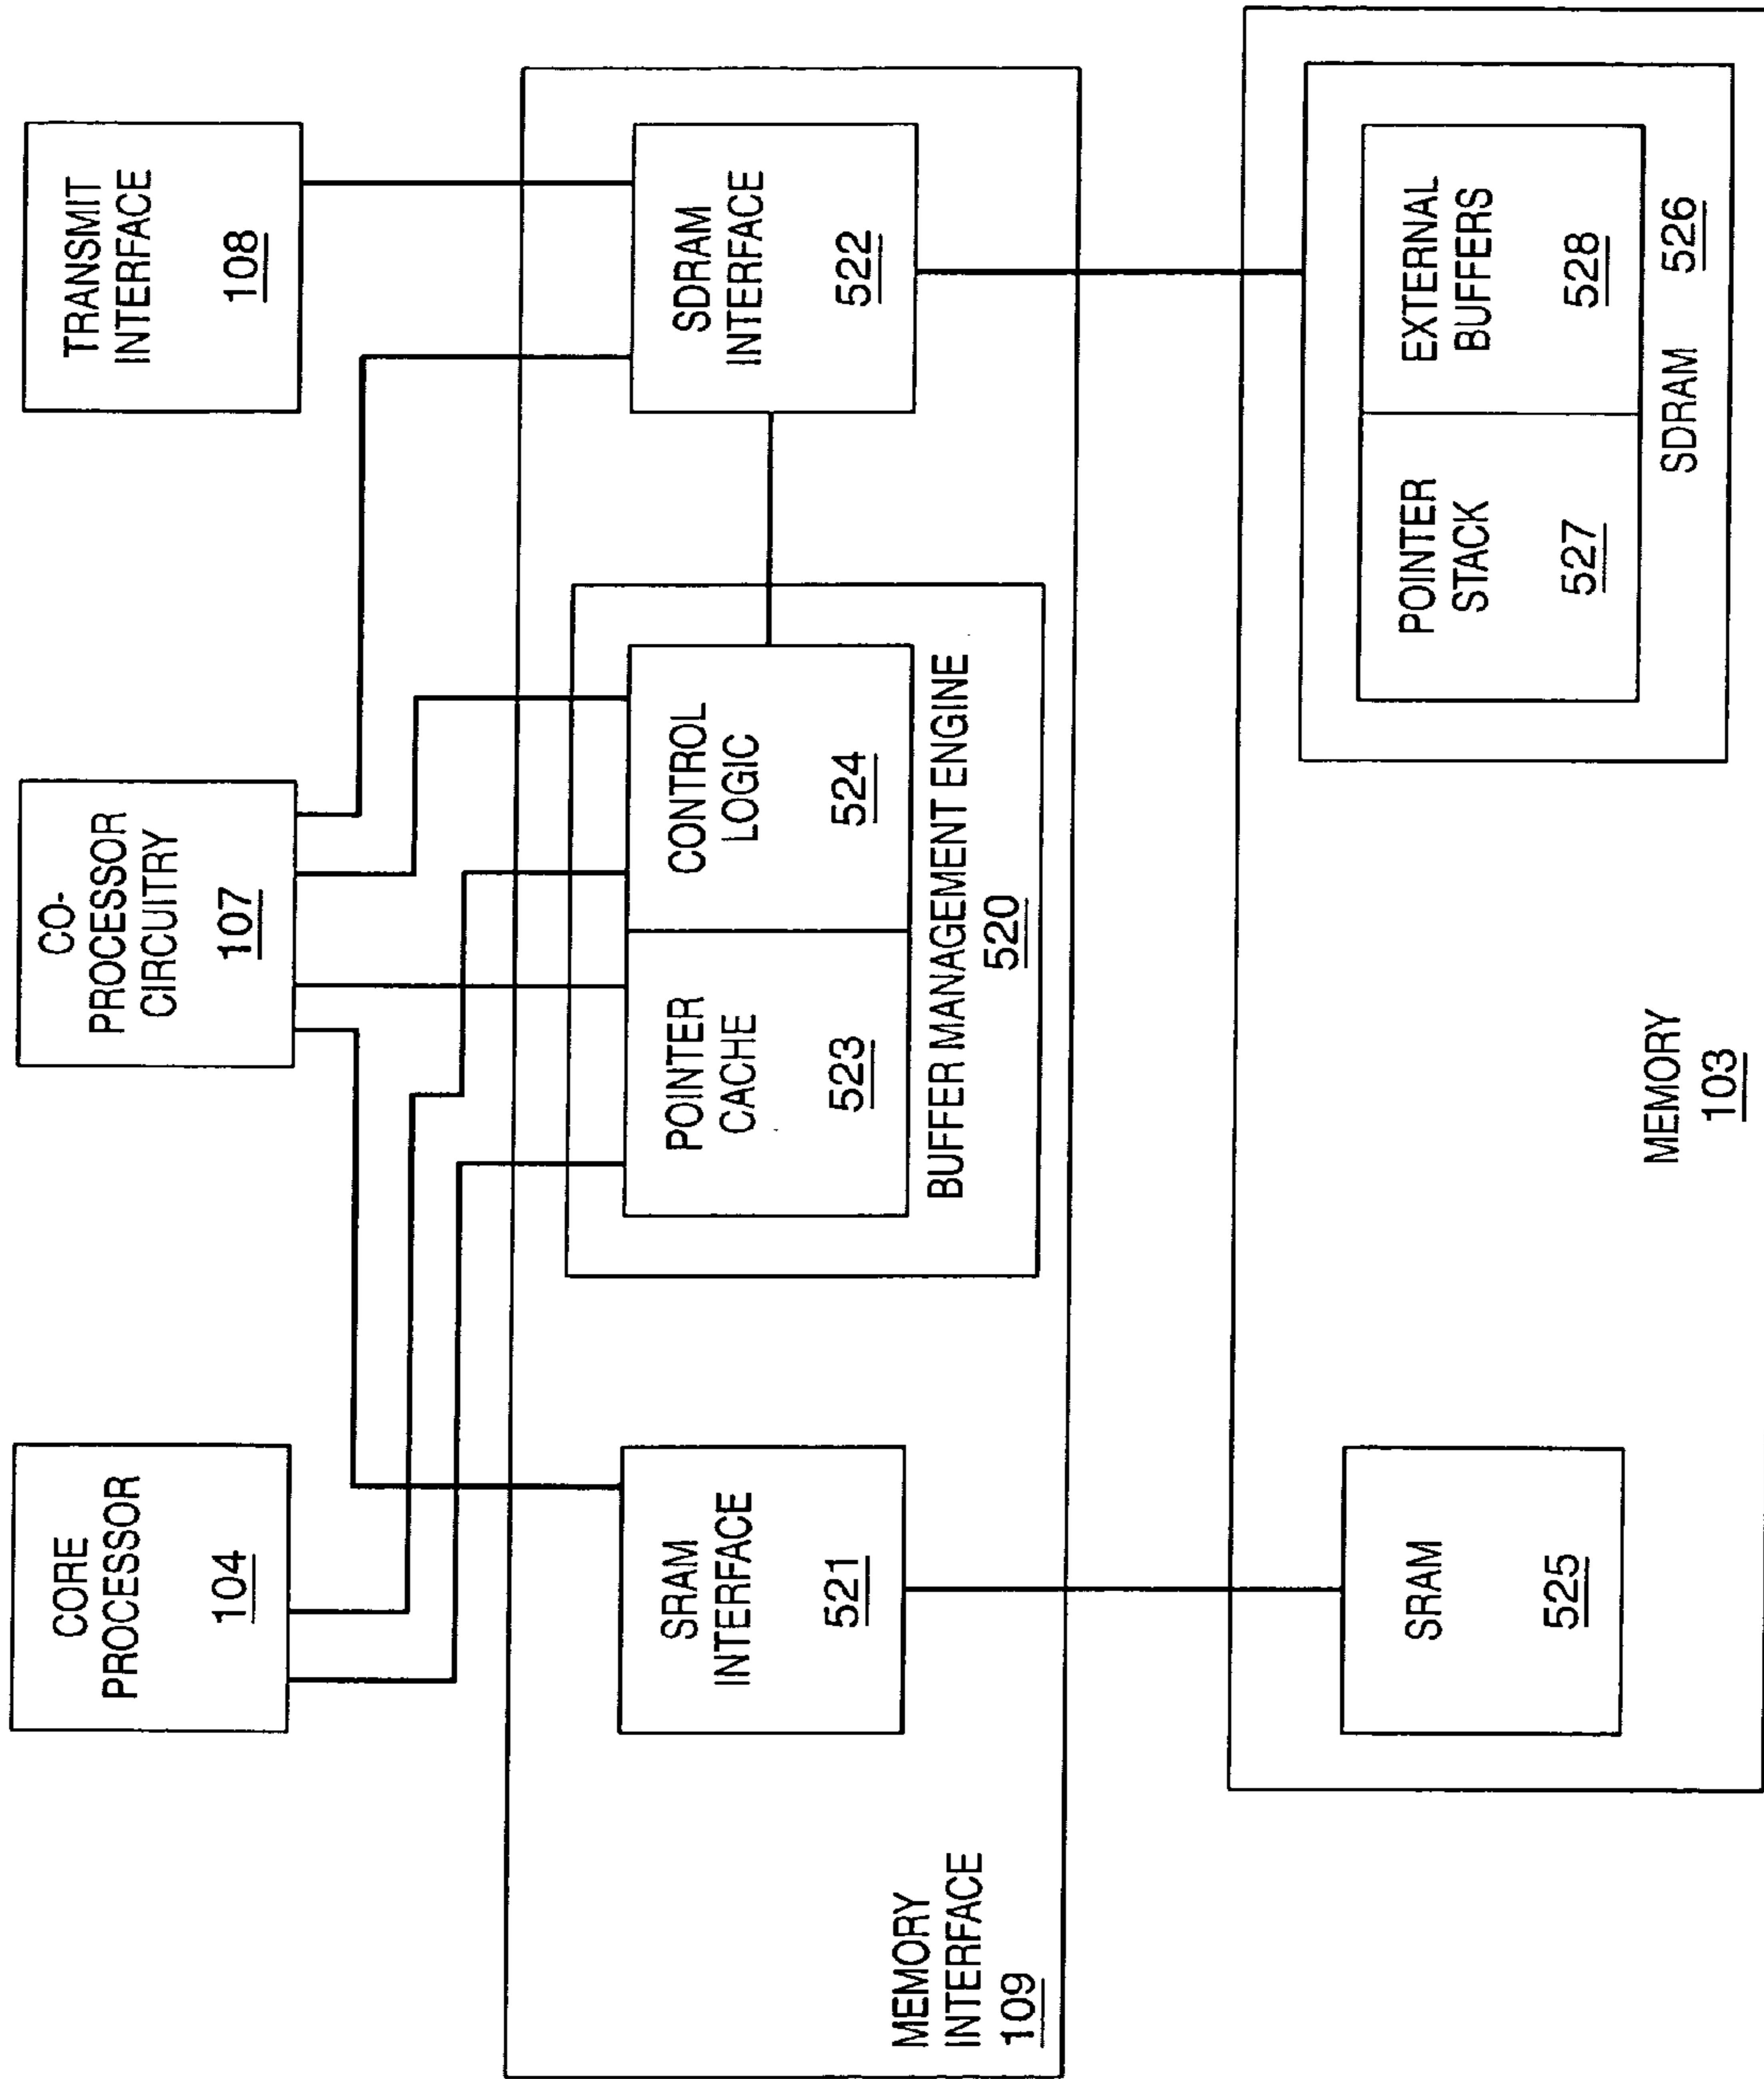 CORE
PROCESSOR
104
CO-
PROCESSOR
CIRCUITRY
107
TRANSMIT
INTERFACE
108
MEMORY
INTERFACE
109
SRAM
INTERFACE
521
POINTER
CACHE
523
CONTROL
LOGIC
524
BUFFER MANAGEMENT ENGINE
520
SDRAM
INTERFACE
522
SRAM
525
MEMORY
103
POINTER
STACK
527
EXTERNAL
BUFFERS
528
SDRAM 526